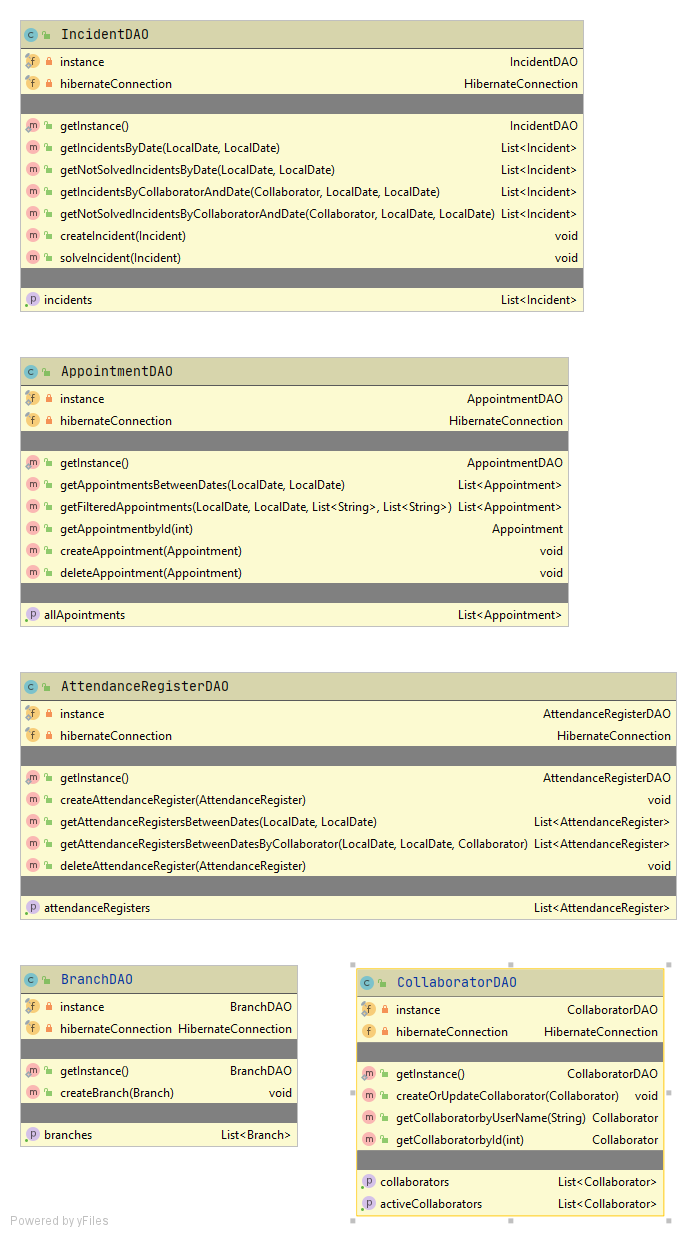 IncidentDAO
instance IncidentDAO
hibernateConnection HibernateConnection
getInstance() IncidentDAO
getIncidentsByDate(LocalDate, LocalDate) List<Incident>
getNotSolvedIncidentsByDate(LocalDate, LocalDate) List<Incident>
getIncidentsByCollaboratorAndDate(Collaborator, LocalDate, LocalDate) List<Incident>
getNotSolvedIncidentsByCollaboratorAndDate(Collaborator, LocalDate, LocalDate) List<Incident>
createIncident(Incident) void
solveIncident(Incident) void
incidents List<Incident>
AppointmentDAO
instance AppointmentDAO
hibernateConnection HibernateConnection
getInstance() AppointmentDAO
getAppointmentsBetweenDates(LocalDate, LocalDate) List<Appointment>
getFilteredAppointments(LocalDate, LocalDate, List<String>, List<String>) List<Appointment>
getAppointmentbyId(int) Appointment
createAppointment(Appointment) void
deleteAppointment(Appointment) void
allApointments List<Appointment>
AttendanceRegisterDAO
instance AttendanceRegisterDAO
hibernateConnection HibernateConnection
getInstance() AttendanceRegisterDAO
createAttendanceRegister(AttendanceRegister) void
getAttendanceRegistersBetweenDates(LocalDate, LocalDate) List<AttendanceRegister>
getAttendanceRegistersBetweenDatesByCollaborator(LocalDate, LocalDate, Collaborator) List<AttendanceRegister>
deleteAttendanceRegister(AttendanceRegister) void
attendanceRegisters List<AttendanceRegister>
BranchDAO
instance BranchDAO
hibernateConnection HibernateConnection
getInstance() BranchDAO
createBranch(Branch) void
branches List<Branch>
CollaboratorDAO
instance CollaboratorDAO
hibernateConnection HibernateConnection
getInstance() CollaboratorDAO
createOrUpdateCollaborator(Collaborator) void
getCollaboratorbyUserName(String) Collaborator
getCollaboratorbyId(int) Collaborator
collaborators List<Collaborator>
activeCollaborators List<Collaborator>
Powered by yFiles